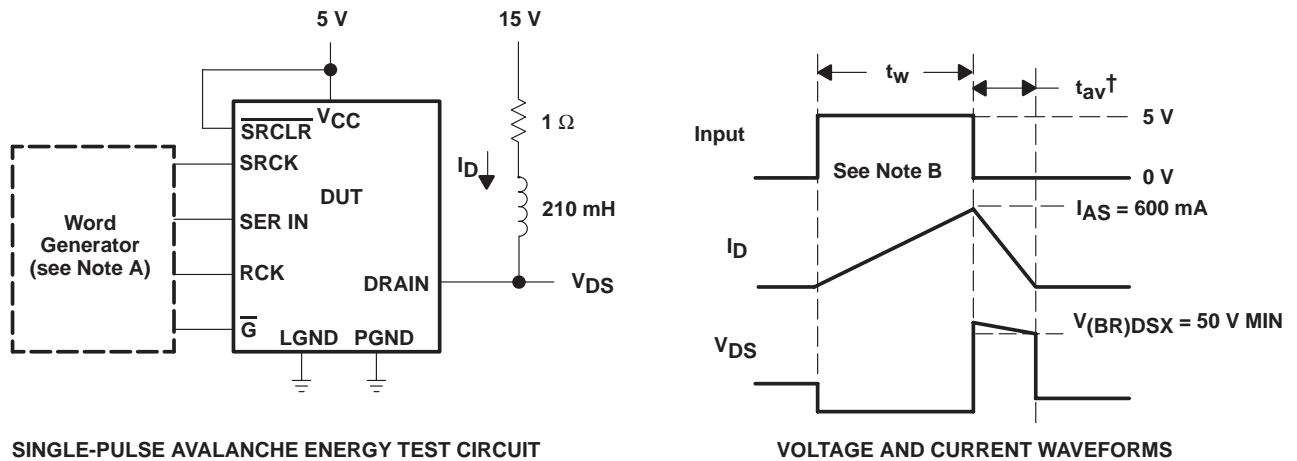 5 V
15 V
VCC
SRCLR
SRCK
SER IN
RCK
G
DUT
DRAIN
LGND
PGND
Word
Generator
(see Note A)
1 Ω
ID
210 mH
VDS
SINGLE-PULSE AVALANCHE ENERGY TEST CIRCUIT
tw
tav†
Input
See Note B
5 V
0 V
IAS = 600 mA
ID
V(BR)DSX = 50 V MIN
VDS
VOLTAGE AND CURRENT WAVEFORMS